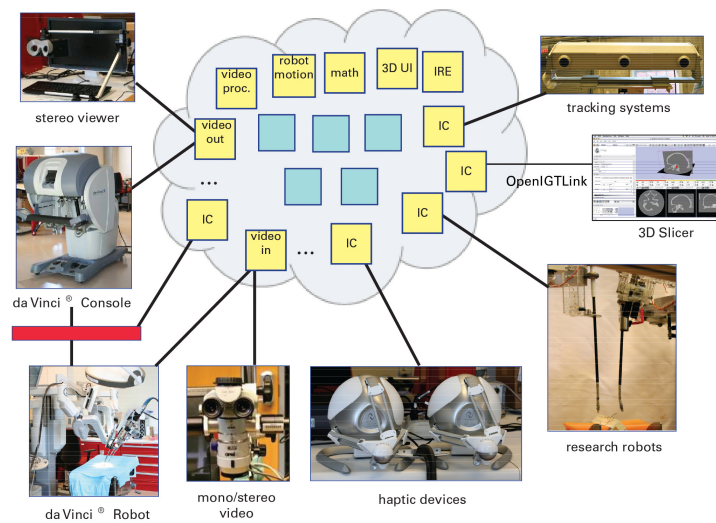 video
proc.
robot
motion
math
3D UI
IRE
stereo viewer
tracking systems
video
out
IC
IC
OpenIGTLink
...
IC
IC
3D Slicer
video
in
...
IC
da Vinci ® Console
research robots
da Vinci ® Robot
mono/stereo
video
haptic devices